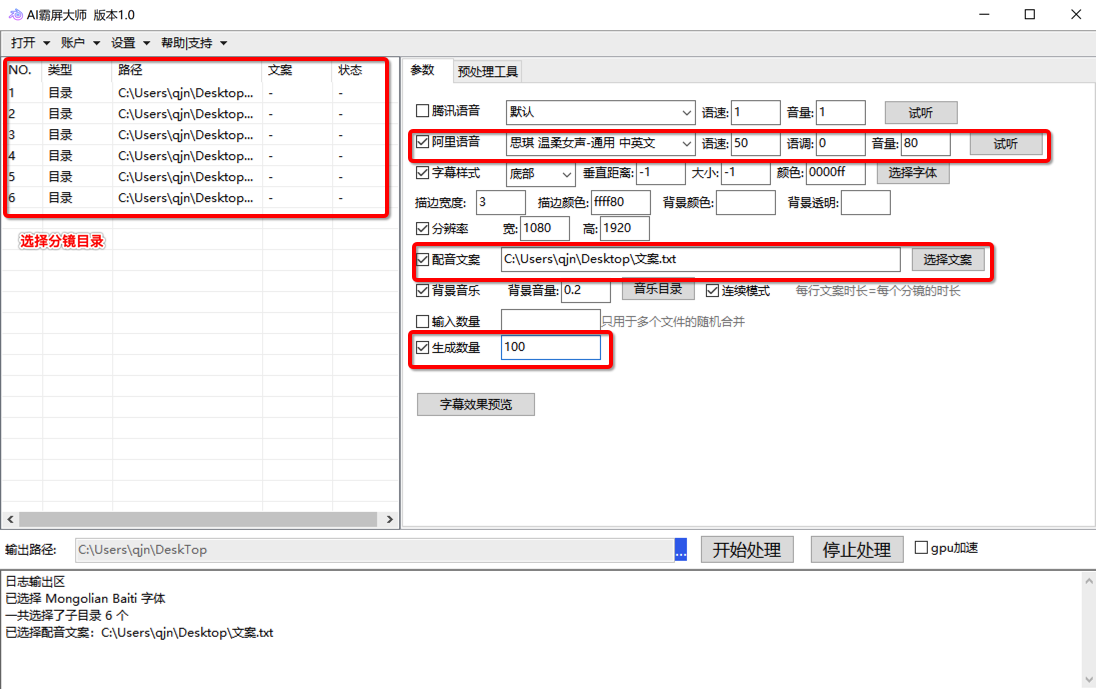 AI霸屏大师 版本1.0
打开 账户 设置 帮助|支持
NO. 类型 路径 文案 状态
1 目录 C:\Users\qjn\Desktop... - -
2 目录 C:\Users\qjn\Desktop... - -
3 目录 C:\Users\qjn\Desktop... - -
4 目录 C:\Users\qjn\Desktop... - -
5 目录 C:\Users\qjn\Desktop... - -
6 目录 C:\Users\qjn\Desktop... - -
选择分镜目录
参数 预处理工具
腾讯语音 默认 语速: 1 音量: 1 试听
阿里语音 思琪 温柔女声-通用 中英文 语速: 50 语调: 0 音量: 80 试听
字幕样式 底部 垂直距离: -1 大小: -1 颜色: 0000ff 选择字体
描边宽度: 3 描边颜色: ffff80 背景颜色: 背景透明:
分辨率 宽: 1080 高: 1920
配音文案 C:\Users\qjn\Desktop\文案.txt 选择文案
背景音乐 背景音量: 0.2 音乐目录 连续模式 每行文案时长=每个分镜的时长
输入数量 只用于多个文件的随机合并
生成数量 100
字幕效果预览
输出路径: C:\Users\qjn\DeskTop ... 开始处理 停止处理 gpu加速
日志输出区
已选择 Mongolian Baiti 字体
一共选择了子目录 6 个
已选择配音文案：C:\Users\qjn\Desktop\文案.txt